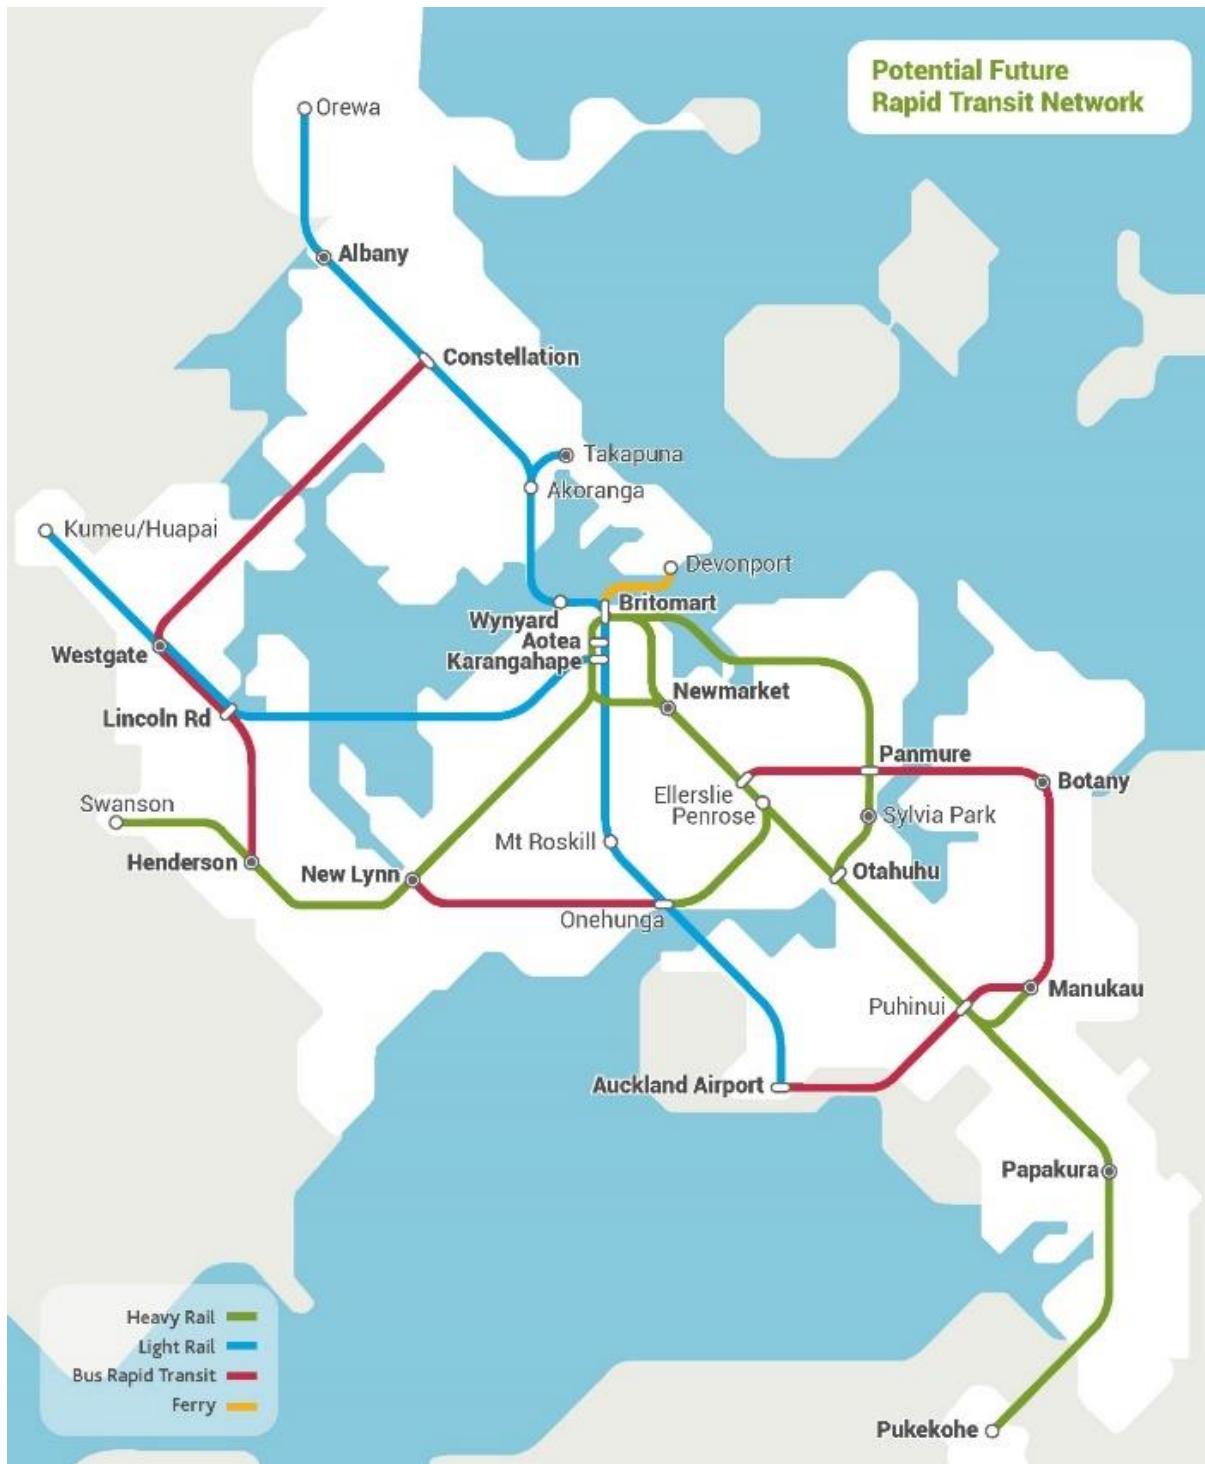 Potential Future
Rapid Transit Network
Orewa
Albany
Constellation
Takapuna
Akoranga
Kumeu/Huapai
Devonport
Britomart
Wynyard
Aotea
Karangahape
Westgate
Newmarket
Lincoln Rd
Panmure
Botany
Ellerslie
Penrose
Swanson
Sylvia Park
Mt Roskill
Henderson
New Lynn
Otahuhu
Onehunga
Manukau
Puhinui
Auckland Airport
Papakura
Heavy Rail
Light Rail
Bus Rapid Transit
Ferry
Pukekohe